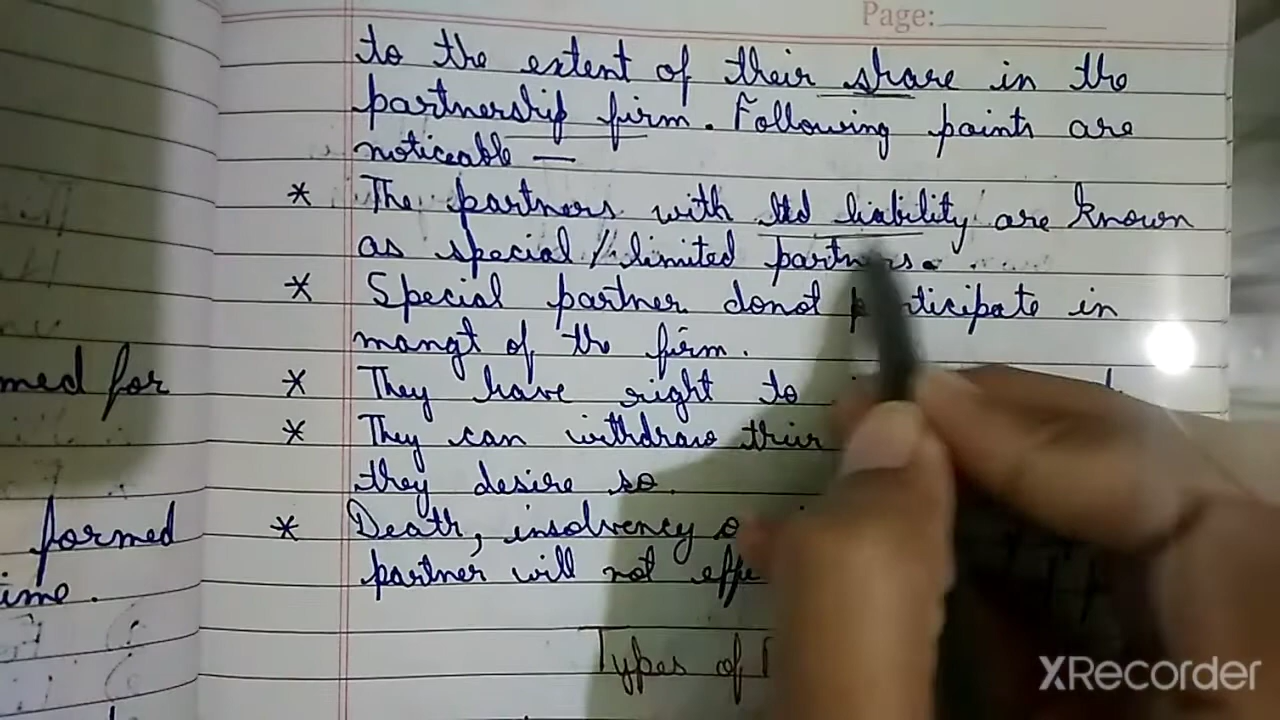 Page:
to the extent of their share in the
partnership firm. Following points are
noticeable —
* The partners with ltd liability are known
as special / limited partners.
* Special partner donot participate in
mangt of the firm.
* They have right to
* They can withdraw their
they desire so.
* Death, insolvency
partner will not effe
Types of
med for
formed
ime.
XRecorder